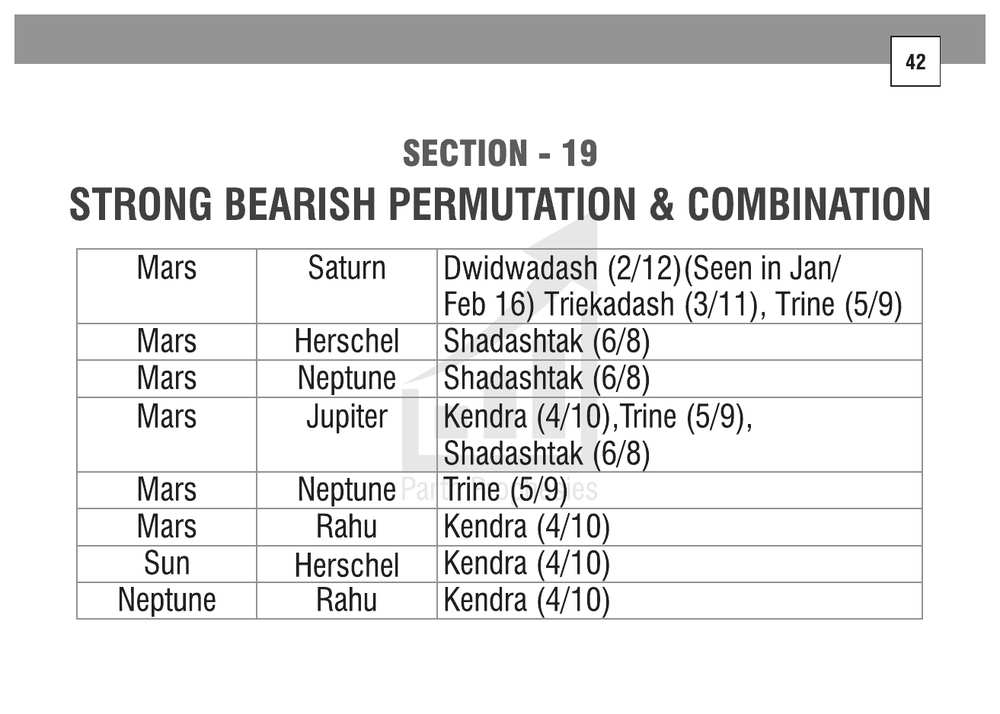 42
SECTION - 19
STRONG BEARISH PERMUTATION & COMBINATION
Mars Saturn Dwidwadash (2/12)(Seen in Jan/
Feb 16) Triekadash (3/11), Trine (5/9)
Mars Herschel Shadashtak (6/8)
Mars Neptune Shadashtak (6/8)
Mars Jupiter Kendra (4/10),Trine (5/9),
Shadashtak (6/8)
Mars Neptune Trine (5/9)
Mars Rahu Kendra (4/10)
Sun Herschel Kendra (4/10)
Neptune Rahu Kendra (4/10)